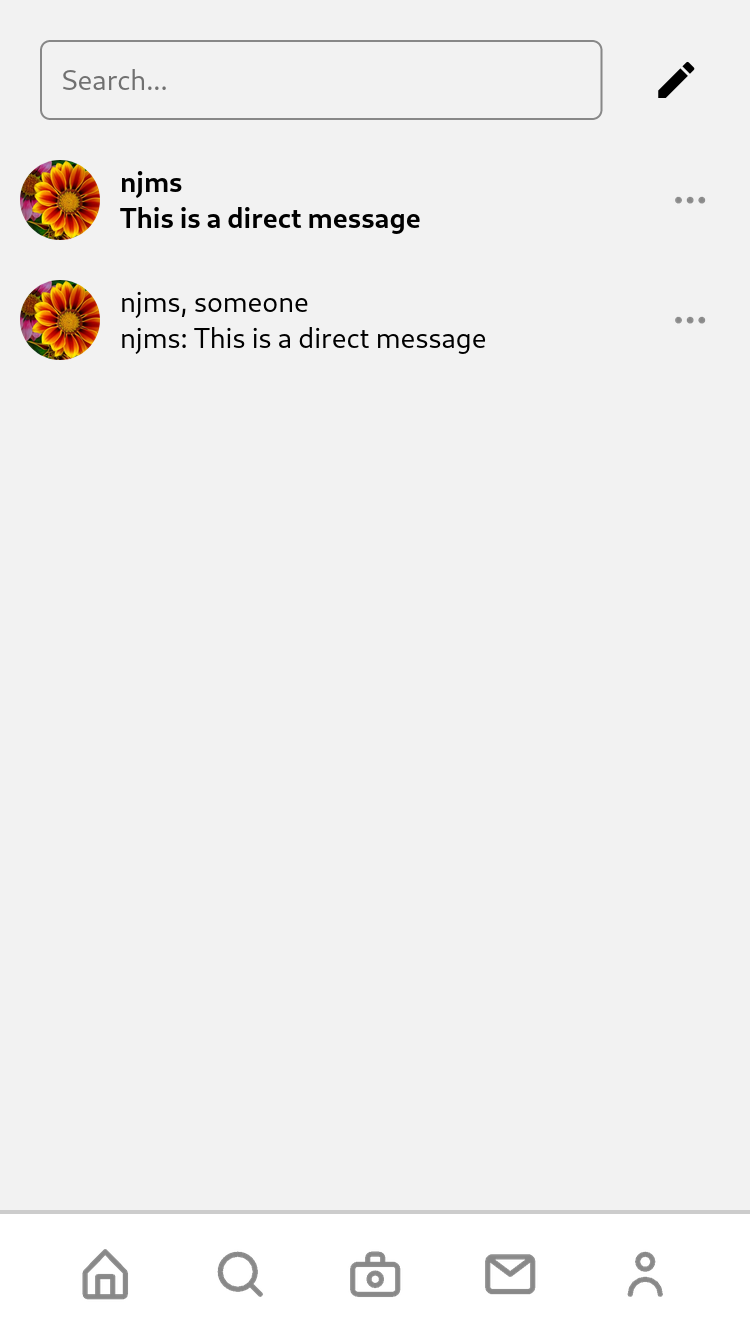 Search...
njms
This is a direct message
njms, someone
njms: This is a direct message